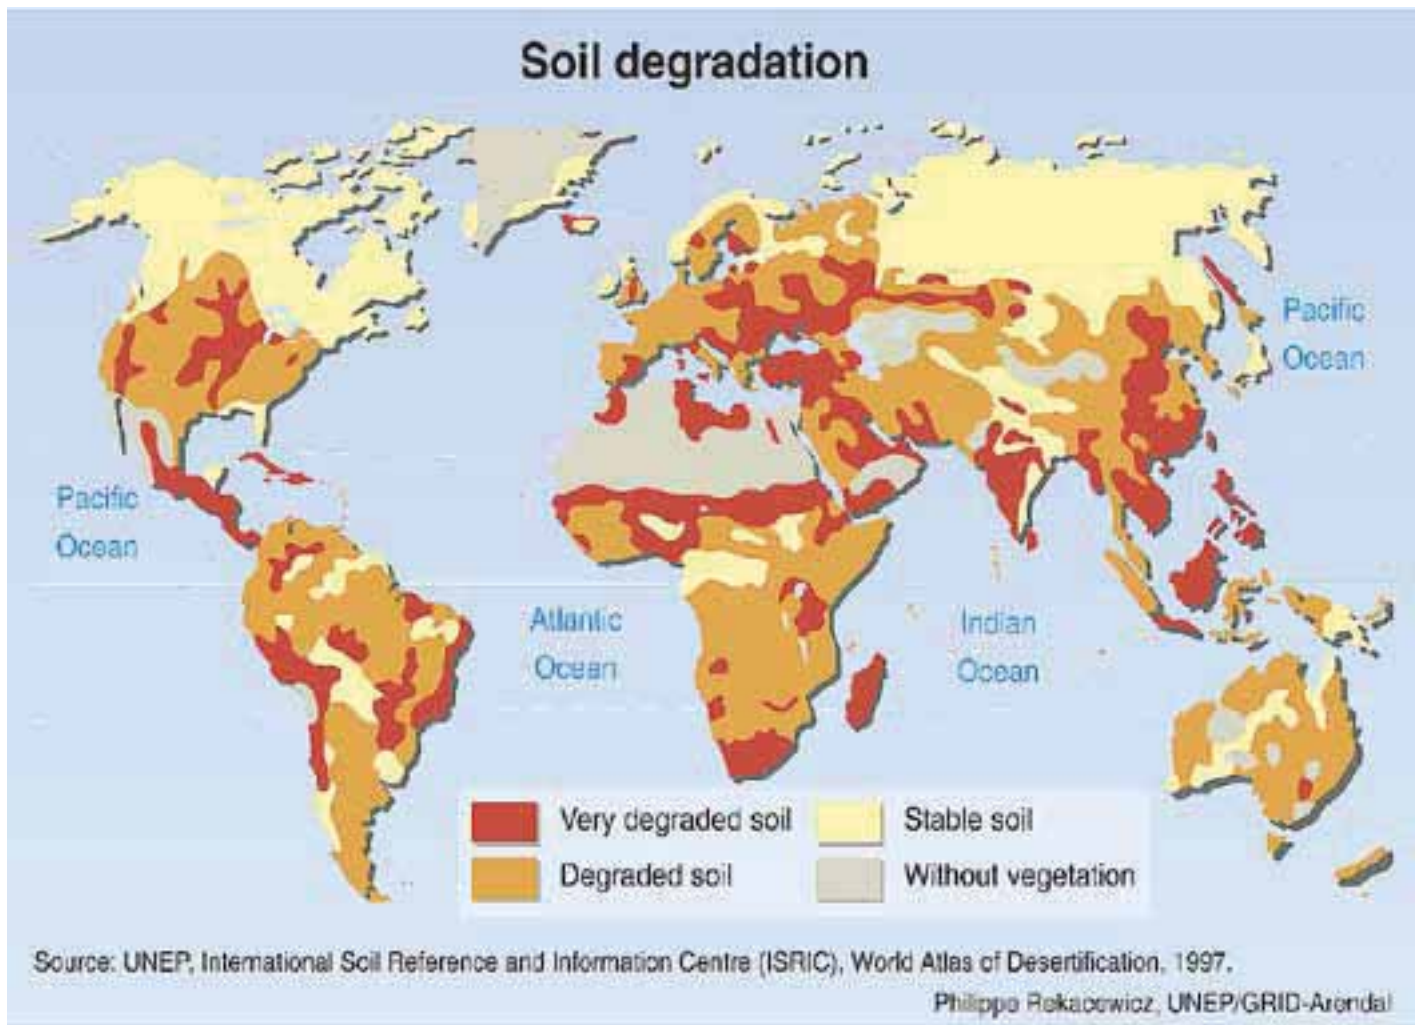 Soil degradation
Pacific
Ocean
Pacific
Ocean
Atlantic
Ocean
Indian
Ocean
Very degraded soil
Stable soil
Degraded soil
Without vegetation
Source: UNEP, International Soil Reference and Information Centre (ISRIC), World Atlas of Desertification, 1997.
Philippe Rekacewicz, UNEP/GRID-Arendal